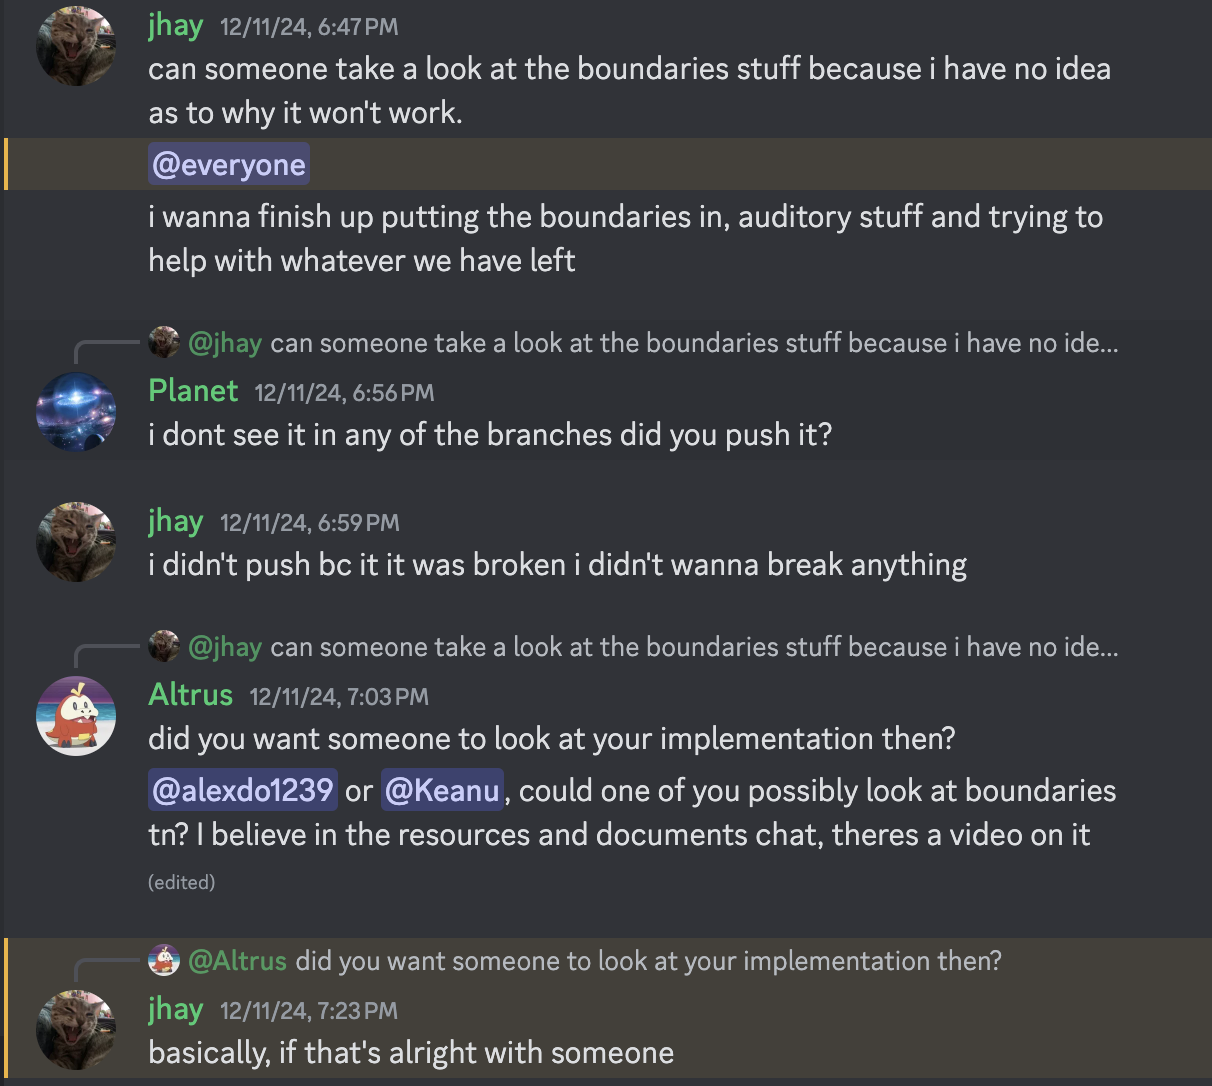 jhay 12/11/24, 6:47 PM
can someone take a look at the boundaries stuff because i have no idea
as to why it won't work.
@everyone
i wanna finish up putting the boundaries in, auditory stuff and trying to
help with whatever we have left
@jhay can someone take a look at the boundaries stuff because i have no ide...
Planet 12/11/24, 6:56 PM
i dont see it in any of the branches did you push it?
jhay 12/11/24, 6:59 PM
i didn't push bc it it was broken i didn't wanna break anything
@jhay can someone take a look at the boundaries stuff because i have no ide...
Altrus 12/11/24, 7:03 PM
did you want someone to look at your implementation then?
@alexdo1239 or @Keanu, could one of you possibly look at boundaries
tn? I believe in the resources and documents chat, theres a video on it
(edited)
@Altrus did you want someone to look at your implementation then?
jhay 12/11/24, 7:23 PM
basically, if that's alright with someone